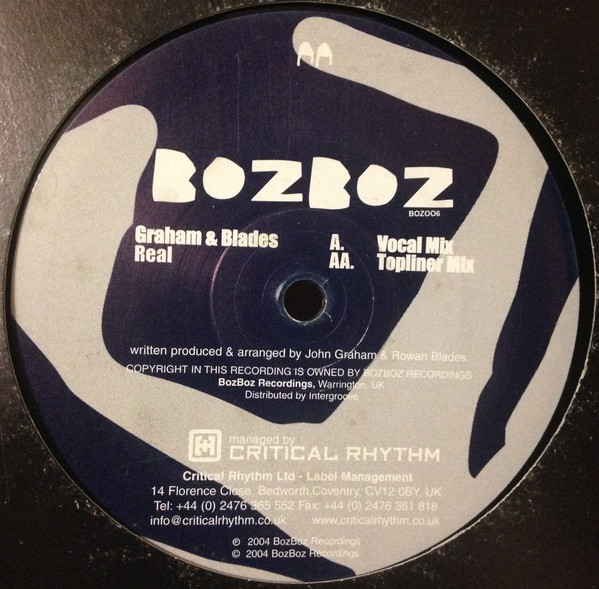 AA
BOZBOZ
BOZ006
Graham & Blades A. Vocal Mix
Real AA. Topliner Mix
written produced & arranged by John Graham & Rowan Blades.
COPYRIGHT IN THIS RECORDING IS OWNED BY BOZBOZ RECORDINGS
BozBoz Recordings, Warrington, UK
Distributed by Intergroove
managed by
CRITICAL RHYTHM
Critical Rhythm Ltd - Label Management
14 Florence Close, Bedworth,Coventry, CV12 0BY, UK
Tel: +44 (0) 2476 365 552 Fax: +44 (0) 2476 361 818
info@criticalrhythm.co.uk www.criticalrhythm.co.uk
℗ 2004 BozBoz Recordings
© 2004 BozBoz Recordings